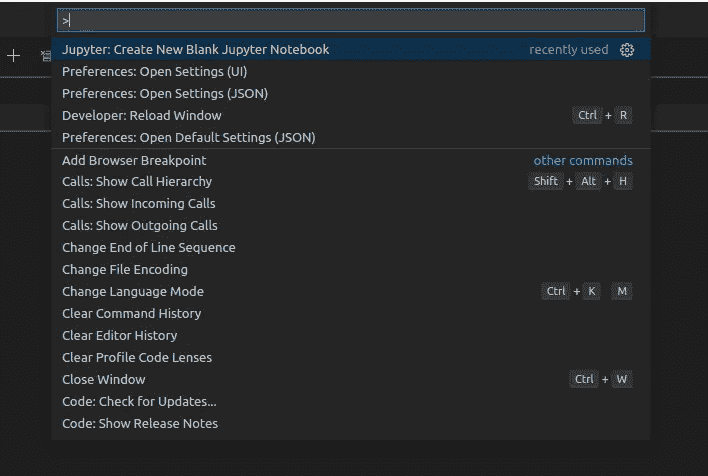 >
Jupyter: Create New Blank Jupyter Notebook recently used
Preferences: Open Settings (UI)
Preferences: Open Settings (JSON)
Developer: Reload Window Ctrl + R
Preferences: Open Default Settings (JSON)
Add Browser Breakpoint other commands
Calls: Show Call Hierarchy Shift + Alt + H
Calls: Show Incoming Calls
Calls: Show Outgoing Calls
Change End of Line Sequence
Change File Encoding
Change Language Mode Ctrl + K M
Clear Command History
Clear Editor History
Clear Profile Code Lenses
Close Window Ctrl + W
Code: Check for Updates...
Code: Show Release Notes